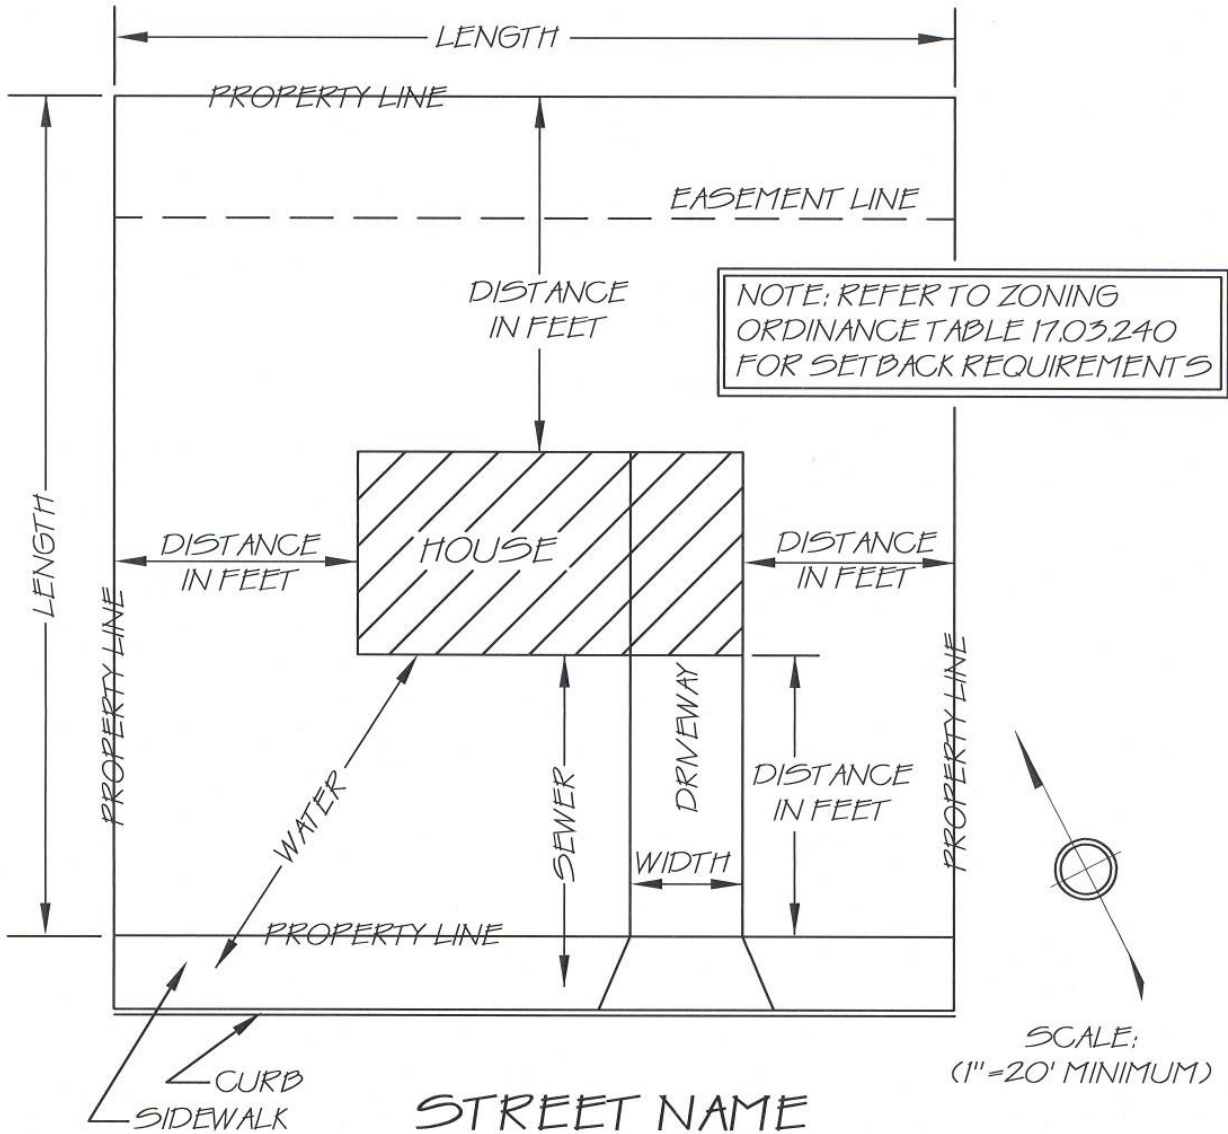 LENGTH
PROPERTY LINE
EASEMENT LINE
DISTANCE
IN FEET
NOTE: REFER TO ZONING
ORDINANCE TABLE 17.03.240
FOR SETBACK REQUIREMENTS
LENGTH
DISTANCE
IN FEET
HOUSE
DISTANCE
IN FEET
PROPERTY LINE
PROPERTY LINE
DRIVEWAY
DISTANCE
IN FEET
WATER
SEWER
WIDTH
PROPERTY LINE
SCALE:
(1"=20' MINIMUM)
CURB
SIDEWALK
STREET NAME